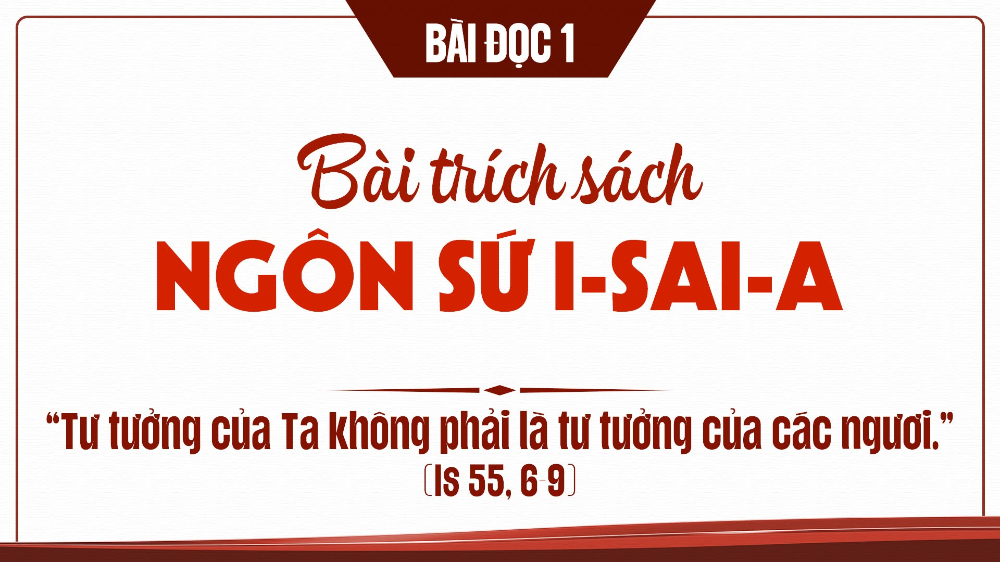 BÀI ĐỌC 1
Bài trích sách
NGÔN SỨ I-SAI-A
“Tư tưởng của Ta không phải là tư tưởng của các ngươi.”
(Is 55, 6-9)